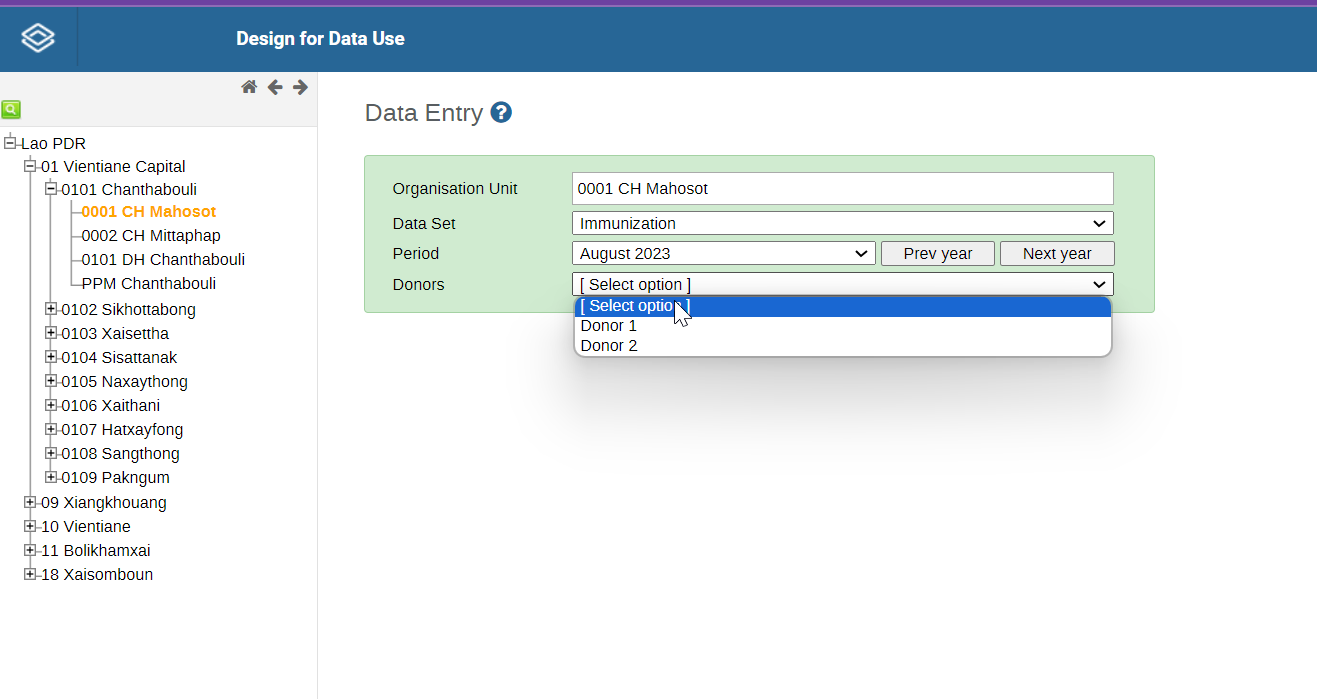 Design for Data Use
Lao PDR
01 Vientiane Capital
0101 Chanthabouli
0001 CH Mahosot
0002 CH Mittaphap
0101 DH Chanthabouli
PPM Chanthabouli
0102 Sikhottabong
0103 Xaisettha
0104 Sisattanak
0105 Naxaythong
0106 Xaithani
0107 Hatxayfong
0108 Sangthong
0109 Pakngum
09 Xiangkhouang
10 Vientiane
11 Bolikhamxai
18 Xaisomboun
Data Entry ?
Organisation Unit 0001 CH Mahosot
Data Set Immunization
Period August 2023 Prev year Next year
Donors [ Select option ]
[ Select option ]
Donor 1
Donor 2